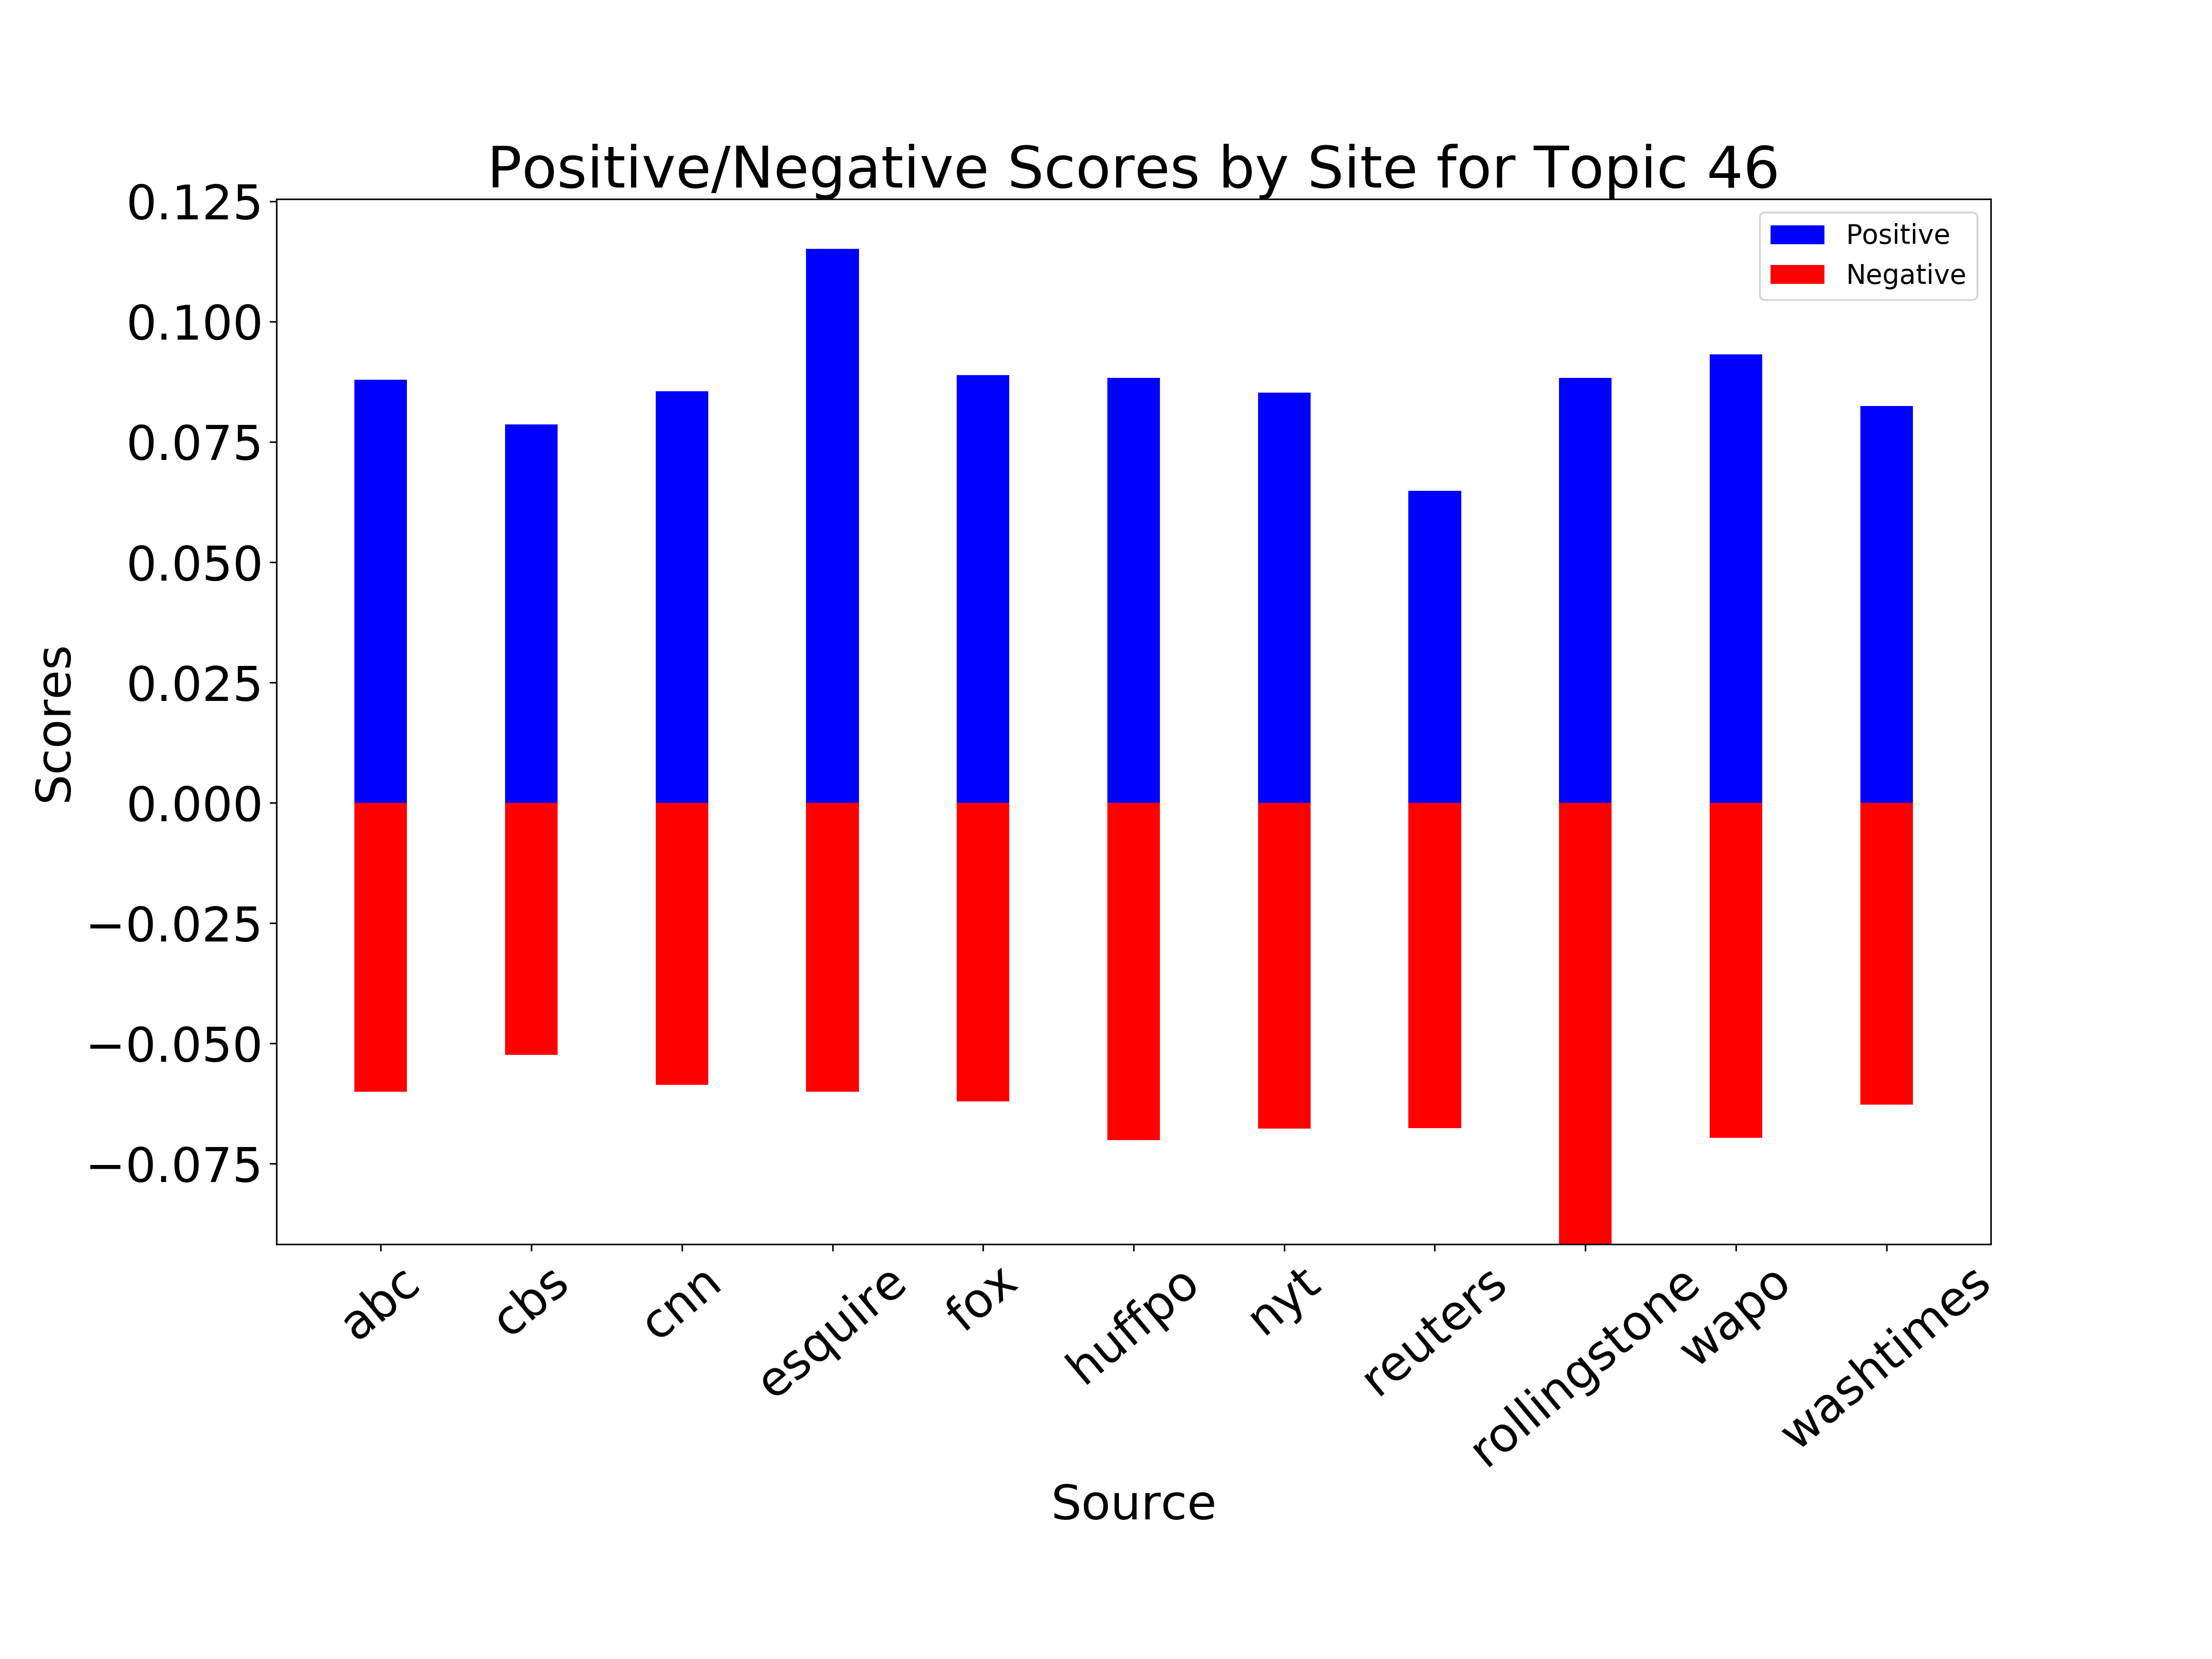 Positive/Negative Scores by Site for Topic 46
Positive
Negative
0.125
0.100
0.075
0.050
0.025
0.000
−0.025
−0.050
−0.075
Scores
abc
cbs
cnn
esquire
fox
huffpo
nyt
reuters
rollingstone
wapo
washtimes
Source